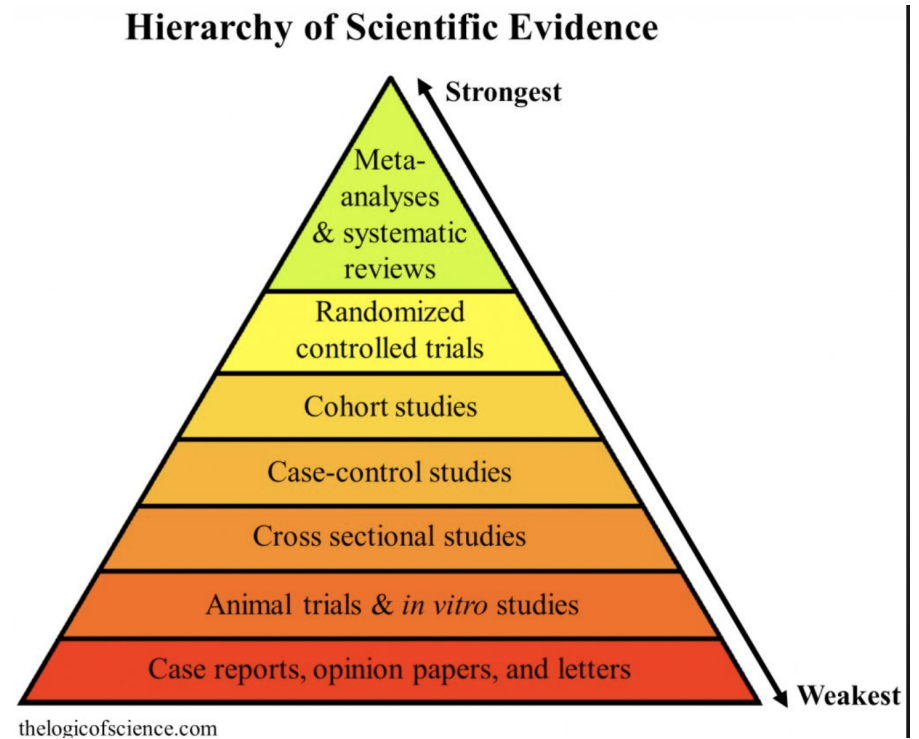 Hierarchy of Scientific Evidence
Strongest
Meta-
analyses
& systematic
reviews
Randomized
controlled trials
Cohort studies
Case-control studies
Cross sectional studies
Animal trials & in vitro studies
Case reports, opinion papers, and letters
Weakest
thelogicofscience.com